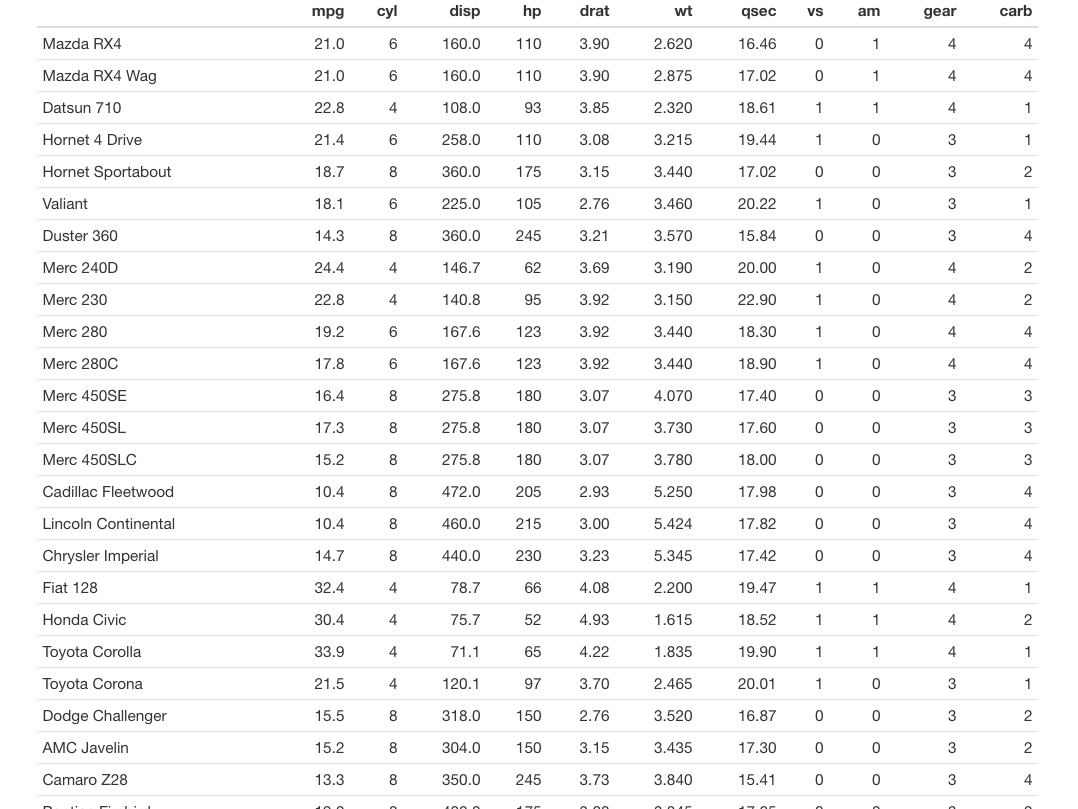 mpg cyl disp hp drat wt qsec vs am gear carb
Mazda RX4 21.0 6 160.0 110 3.90 2.620 16.46 0 1 4 4
Mazda RX4 Wag 21.0 6 160.0 110 3.90 2.875 17.02 0 1 4 4
Datsun 710 22.8 4 108.0 93 3.85 2.320 18.61 1 1 4 1
Hornet 4 Drive 21.4 6 258.0 110 3.08 3.215 19.44 1 0 3 1
Hornet Sportabout 18.7 8 360.0 175 3.15 3.440 17.02 0 0 3 2
Valiant 18.1 6 225.0 105 2.76 3.460 20.22 1 0 3 1
Duster 360 14.3 8 360.0 245 3.21 3.570 15.84 0 0 3 4
Merc 240D 24.4 4 146.7 62 3.69 3.190 20.00 1 0 4 2
Merc 230 22.8 4 140.8 95 3.92 3.150 22.90 1 0 4 2
Merc 280 19.2 6 167.6 123 3.92 3.440 18.30 1 0 4 4
Merc 280C 17.8 6 167.6 123 3.92 3.440 18.90 1 0 4 4
Merc 450SE 16.4 8 275.8 180 3.07 4.070 17.40 0 0 3 3
Merc 450SL 17.3 8 275.8 180 3.07 3.730 17.60 0 0 3 3
Merc 450SLC 15.2 8 275.8 180 3.07 3.780 18.00 0 0 3 3
Cadillac Fleetwood 10.4 8 472.0 205 2.93 5.250 17.98 0 0 3 4
Lincoln Continental 10.4 8 460.0 215 3.00 5.424 17.82 0 0 3 4
Chrysler Imperial 14.7 8 440.0 230 3.23 5.345 17.42 0 0 3 4
Fiat 128 32.4 4 78.7 66 4.08 2.200 19.47 1 1 4 1
Honda Civic 30.4 4 75.7 52 4.93 1.615 18.52 1 1 4 2
Toyota Corolla 33.9 4 71.1 65 4.22 1.835 19.90 1 1 4 1
Toyota Corona 21.5 4 120.1 97 3.70 2.465 20.01 1 0 3 1
Dodge Challenger 15.5 8 318.0 150 2.76 3.520 16.87 0 0 3 2
AMC Javelin 15.2 8 304.0 150 3.15 3.435 17.30 0 0 3 2
Camaro Z28 13.3 8 350.0 245 3.73 3.840 15.41 0 0 3 4